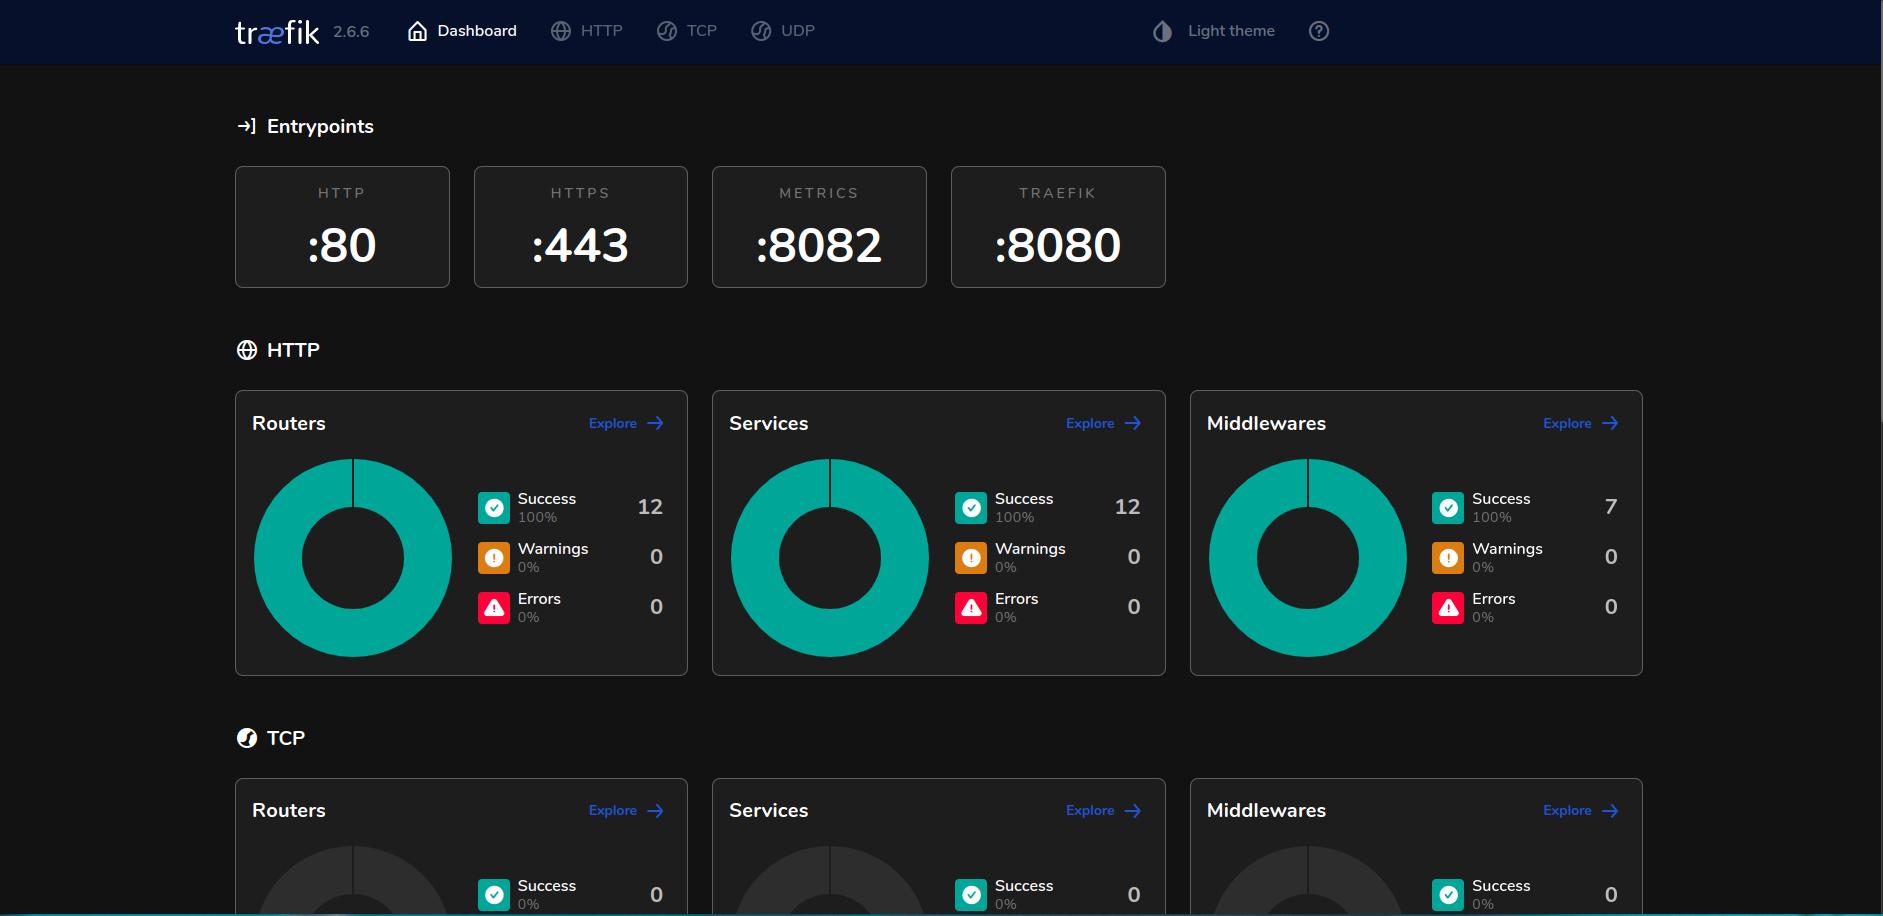 træfik 2.6.6 Dashboard HTTP TCP UDP Light theme
Entrypoints
HTTP HTTPS METRICS TRAEFIK
:80 :443 :8082 :8080
HTTP
Routers Explore Services Explore Middlewares Explore
Success 12 Success 12 Success 7
100% 100% 100%
Warnings 0 Warnings 0 Warnings 0
0% 0% 0%
Errors 0 Errors 0 Errors 0
0% 0% 0%
TCP
Routers Explore Services Explore Middlewares Explore
Success 0 Success 0 Success 0
0% 0% 0%